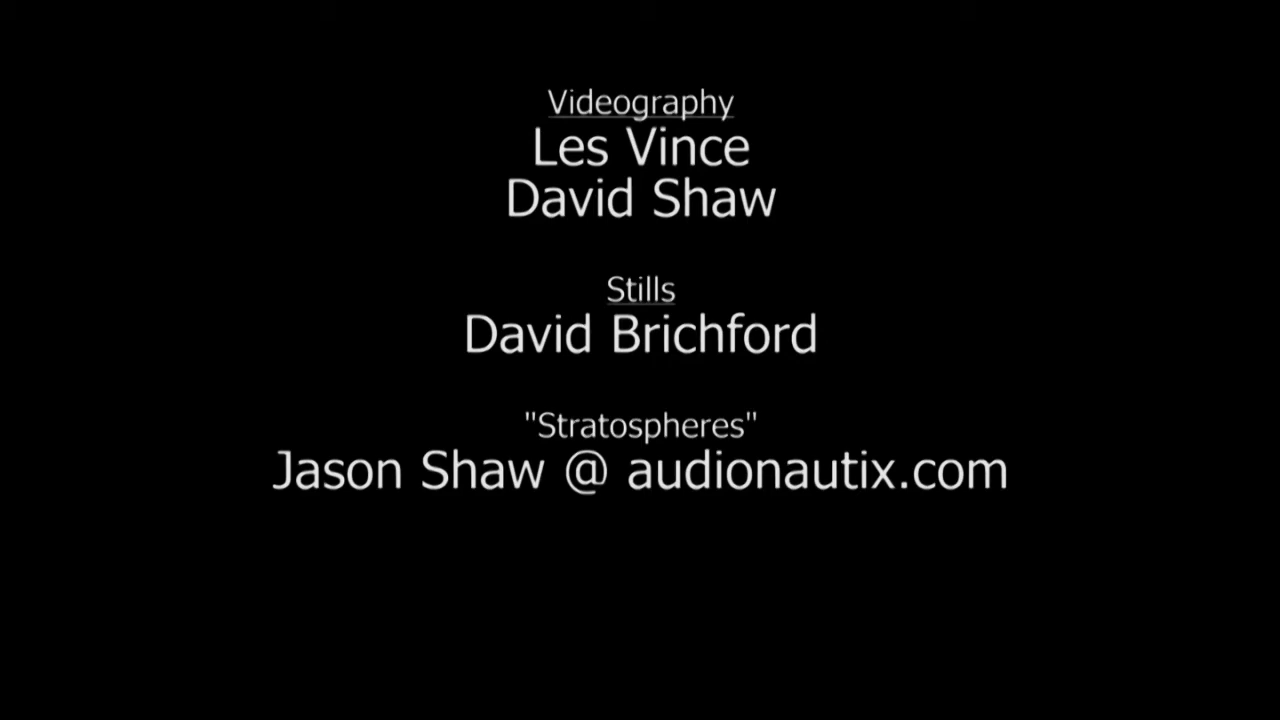 Videography
Les Vince
David Shaw
Stills
David Brichford
"Stratospheres"
Jason Shaw @ audionautix.com